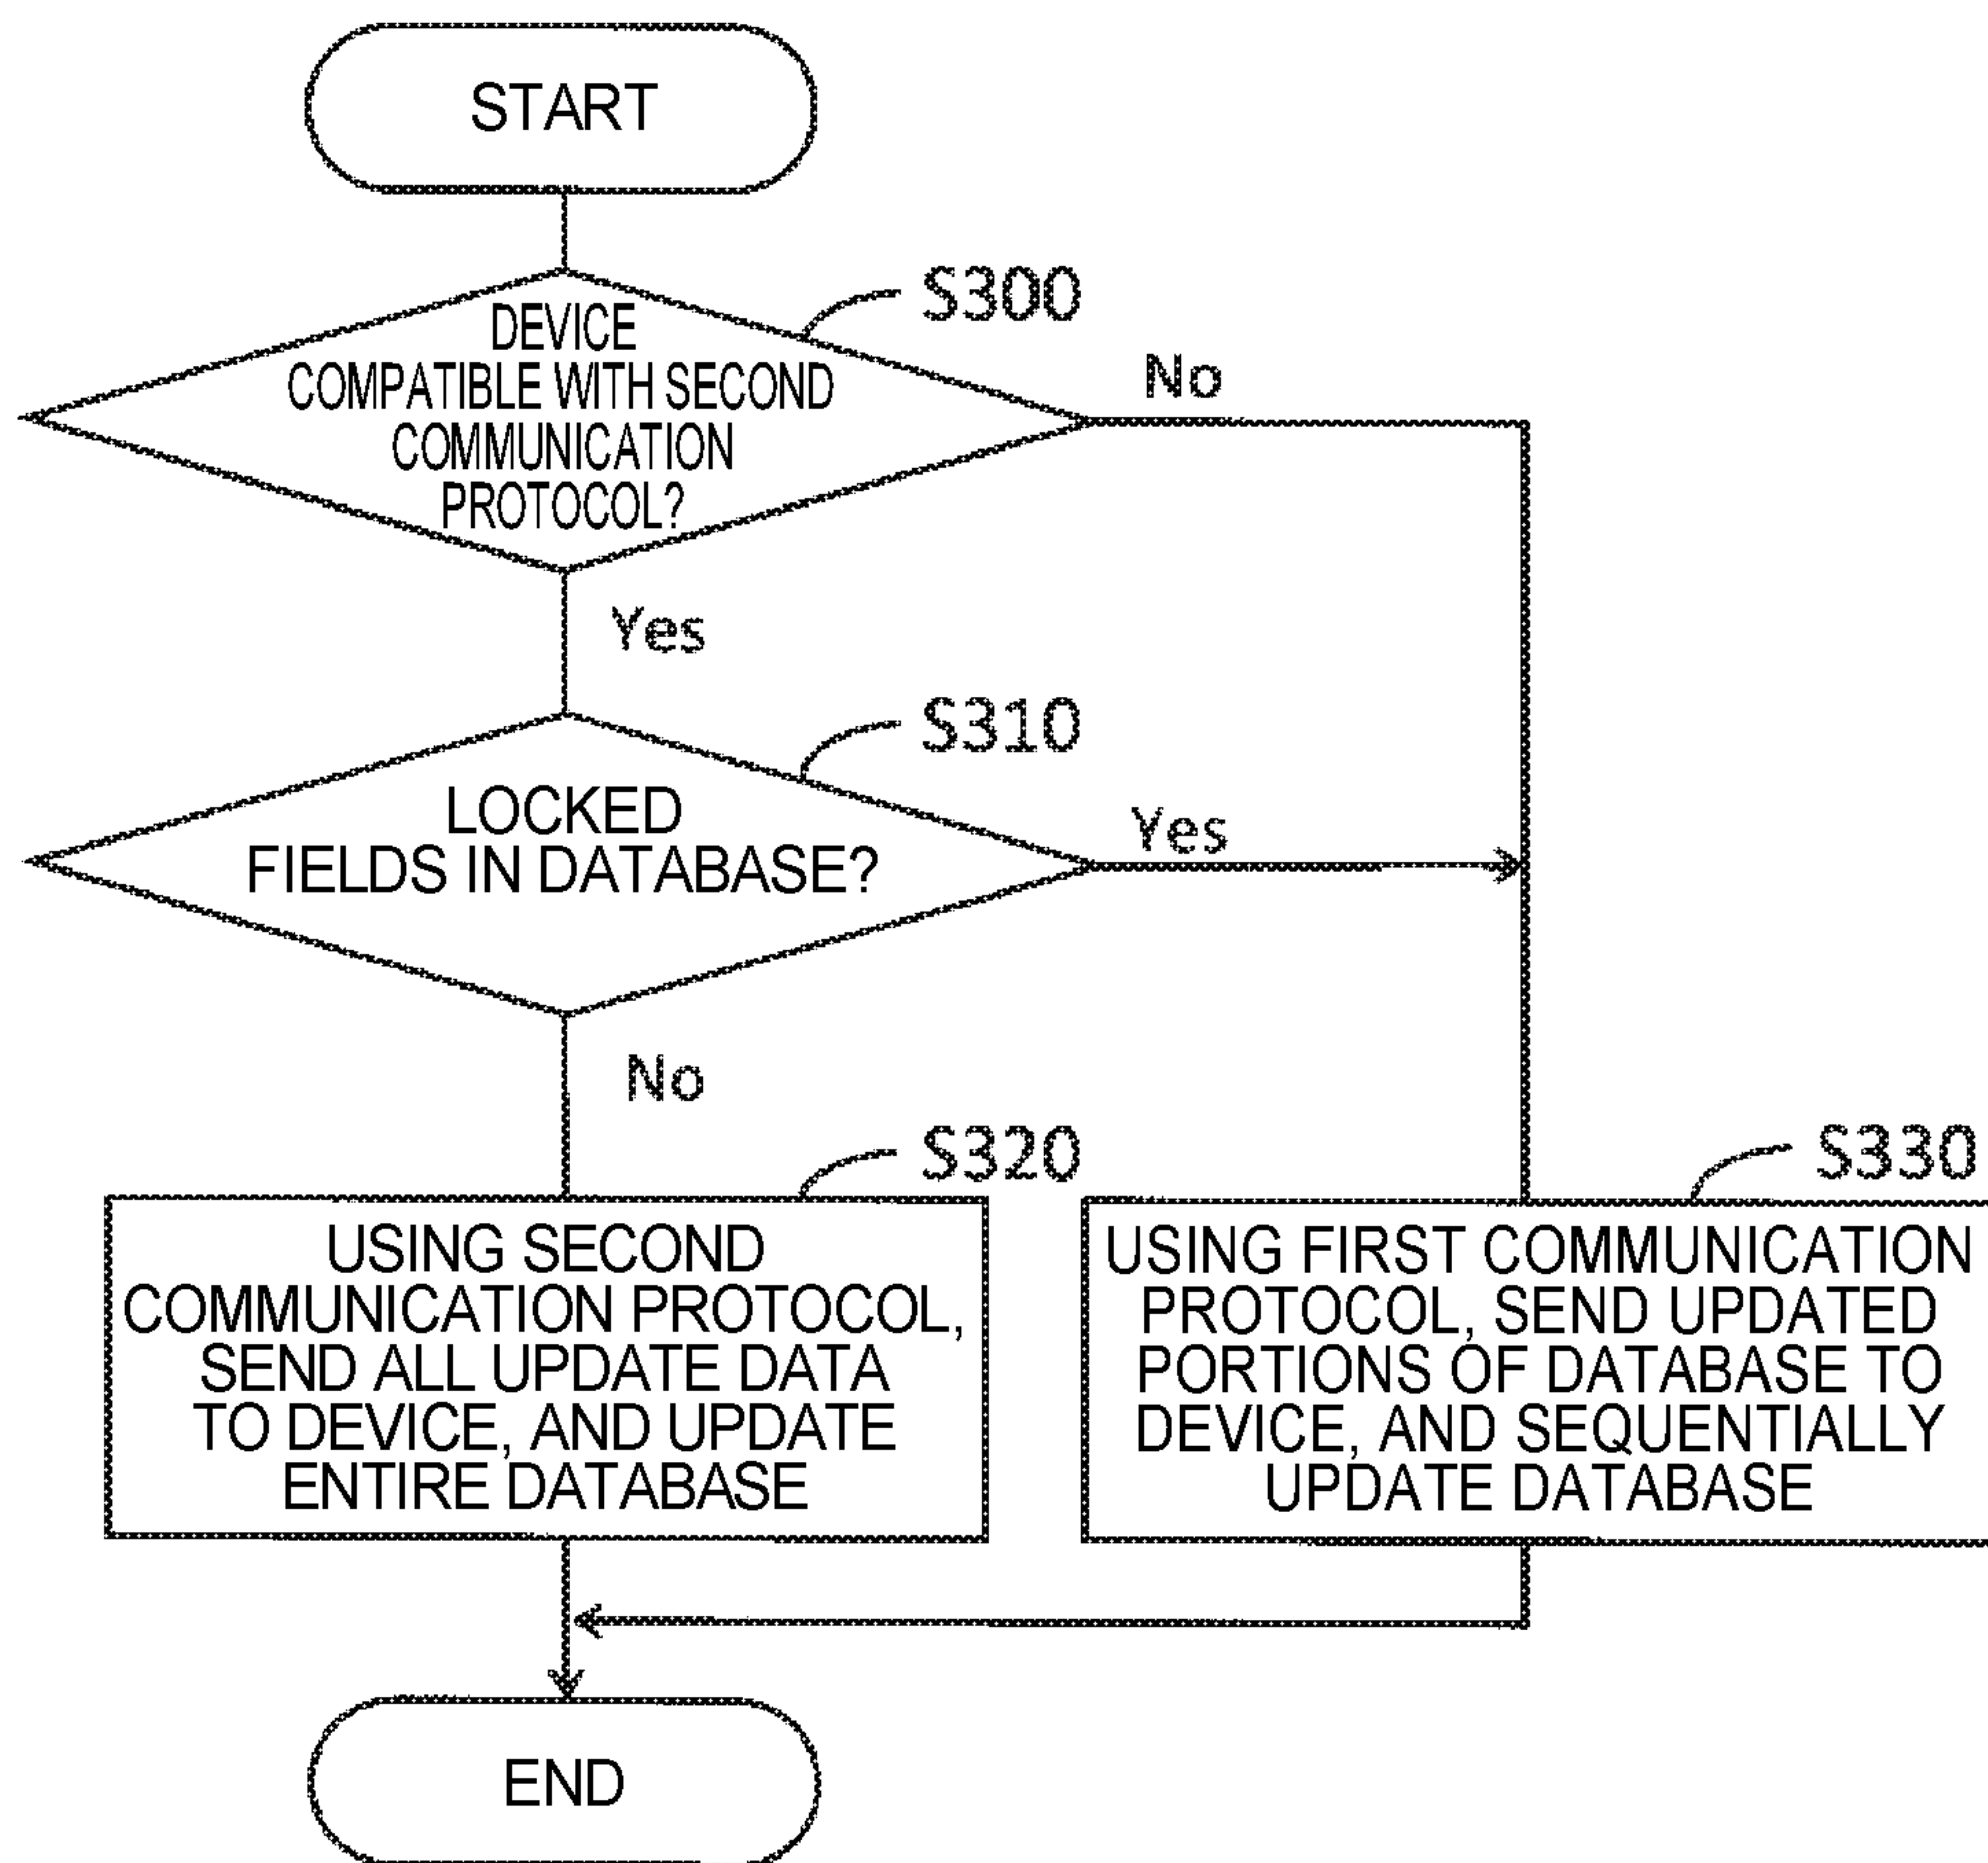 START
S300
DEVICE
COMPATIBLE WITH SECOND
COMMUNICATION
PROTOCOL?
No
Yes
S310
LOCKED
FIELDS IN DATABASE?
Yes
No
S320
USING SECOND
COMMUNICATION PROTOCOL,
SEND ALL UPDATE DATA
TO DEVICE, AND UPDATE
ENTIRE DATABASE
S330
USING FIRST COMMUNICATION
PROTOCOL, SEND UPDATED
PORTIONS OF DATABASE TO
DEVICE, AND SEQUENTIALLY
UPDATE DATABASE
END